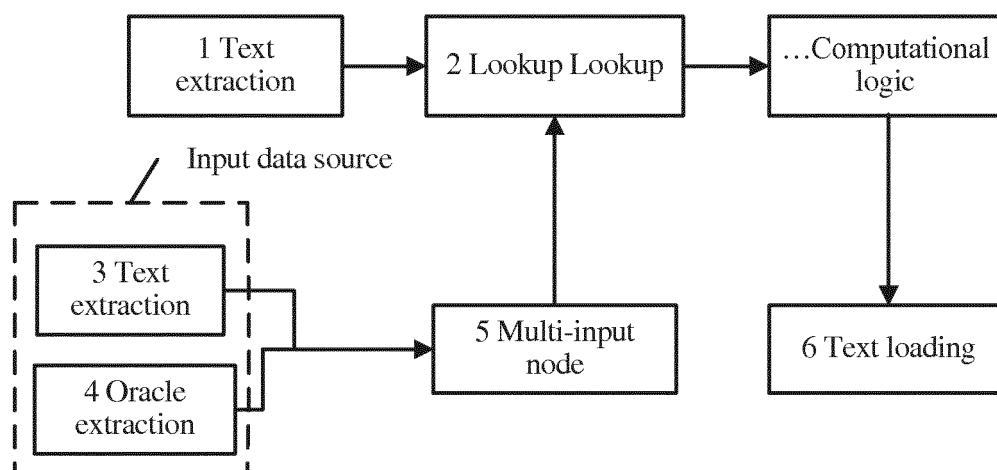 1 Text
extraction
2 Lookup Lookup
…Computational
logic
Input data source
3 Text
extraction
4 Oracle
extraction
5 Multi-input
node
6 Text loading